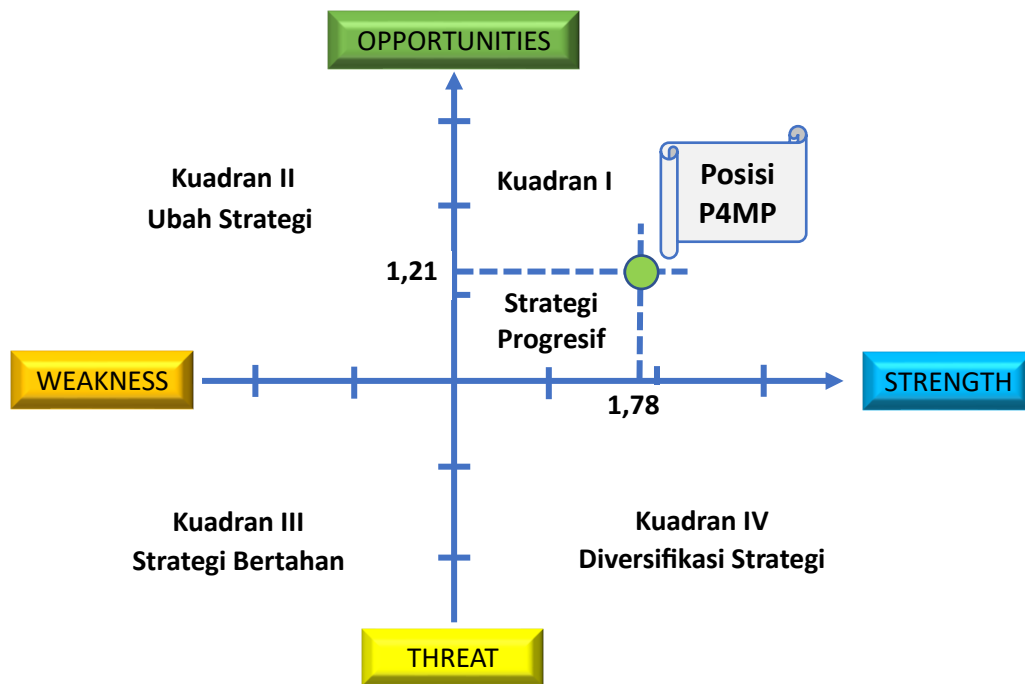 OPPORTUNITIES
Kuadran II
Ubah Strategi
Kuadran I
Posisi
P4MP
1,21
Strategi
Progresif
WEAKNESS
STRENGTH
1,78
Kuadran III
Strategi Bertahan
Kuadran IV
Diversifikasi Strategi
THREAT